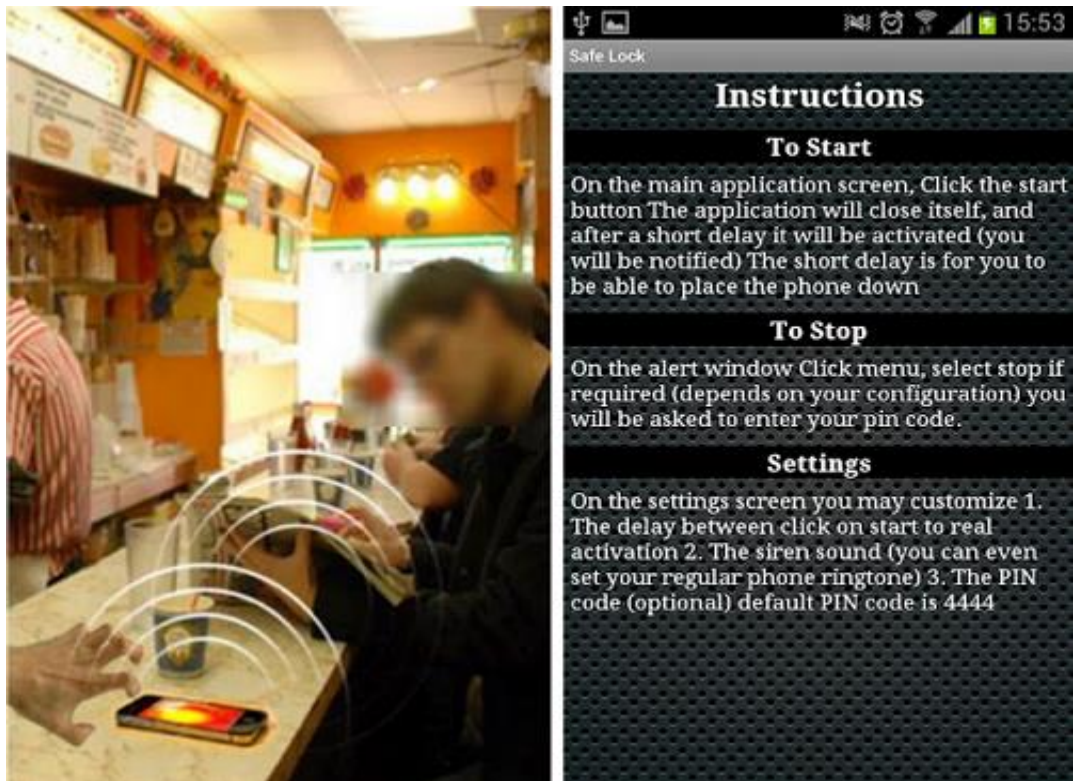 15:53
Safe Lock
Instructions
To Start
On the main application screen, Click the start
button The application will close itself, and
after a short delay it will be activated (you
will be notified) The short delay is for you to
be able to place the phone down
To Stop
On the alert window Click menu, select stop if
required (depends on your configuration) you
will be asked to enter your pin code.
Settings
On the settings screen you may customize 1.
The delay between click on start to real
activation 2. The siren sound (you can even
set your regular phone ringtone) 3. The PIN
code (optional) default PIN code is 4444